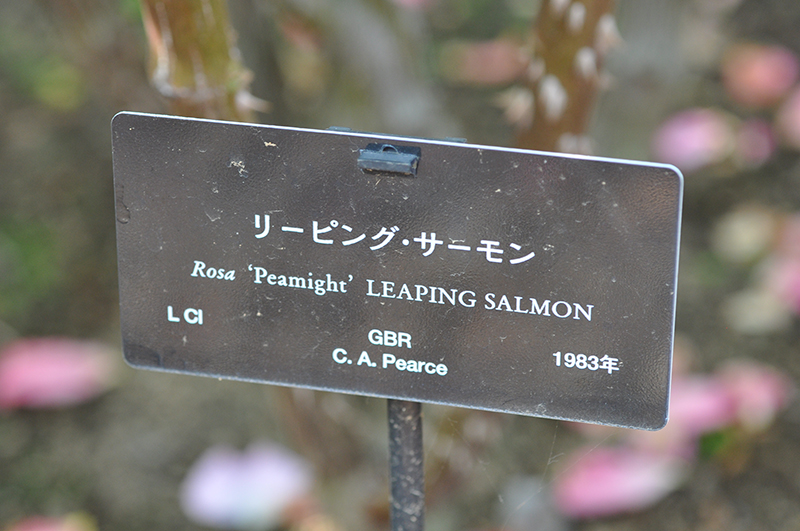 リーピング・サーモン
Rosa ‘Peamight’ LEAPING SALMON
L Cl
GBR
C. A. Pearce
1983年